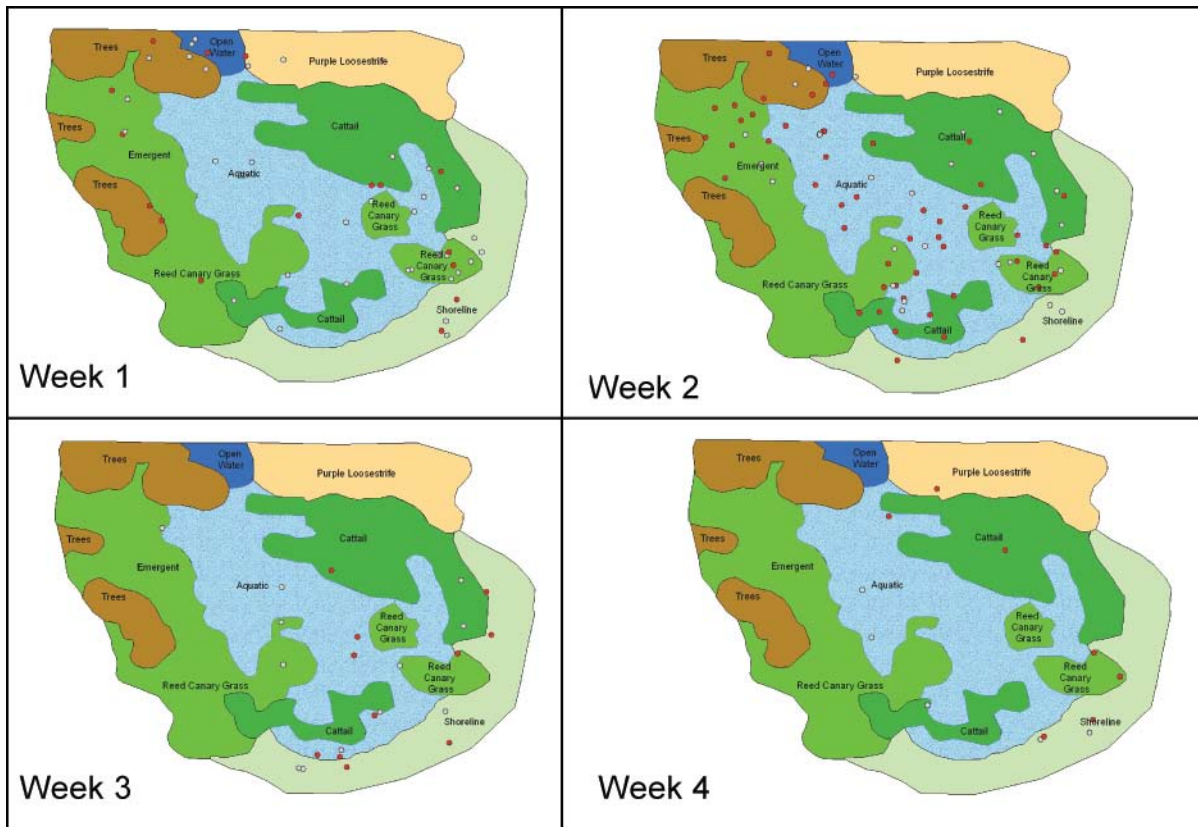 Trees
Open
Water
Purple Loosestrife
Cattail
Trees
Emergent
Aquatic
Trees
Reed
Canary
Grass
Reed
Canary
Grass
Reed Canary Grass
Shoreline
Cattail
Week 1
Trees
Open
Water
Purple Loosestrife
Cattail
Trees
Emergent
Aquatic
Trees
Reed
Canary
Grass
Reed
Canary
Grass
Reed Canary Grass
Shoreline
Cattail
Week 2
Trees
Open
Water
Purple Loosestrife
Cattail
Trees
Emergent
Aquatic
Trees
Reed
Canary
Grass
Reed
Canary
Grass
Reed Canary Grass
Shoreline
Cattail
Week 3
Trees
Open
Water
Purple Loosestrife
Cattail
Trees
Emergent
Aquatic
Trees
Reed
Canary
Grass
Reed
Canary
Grass
Reed Canary Grass
Shoreline
Cattail
Week 4